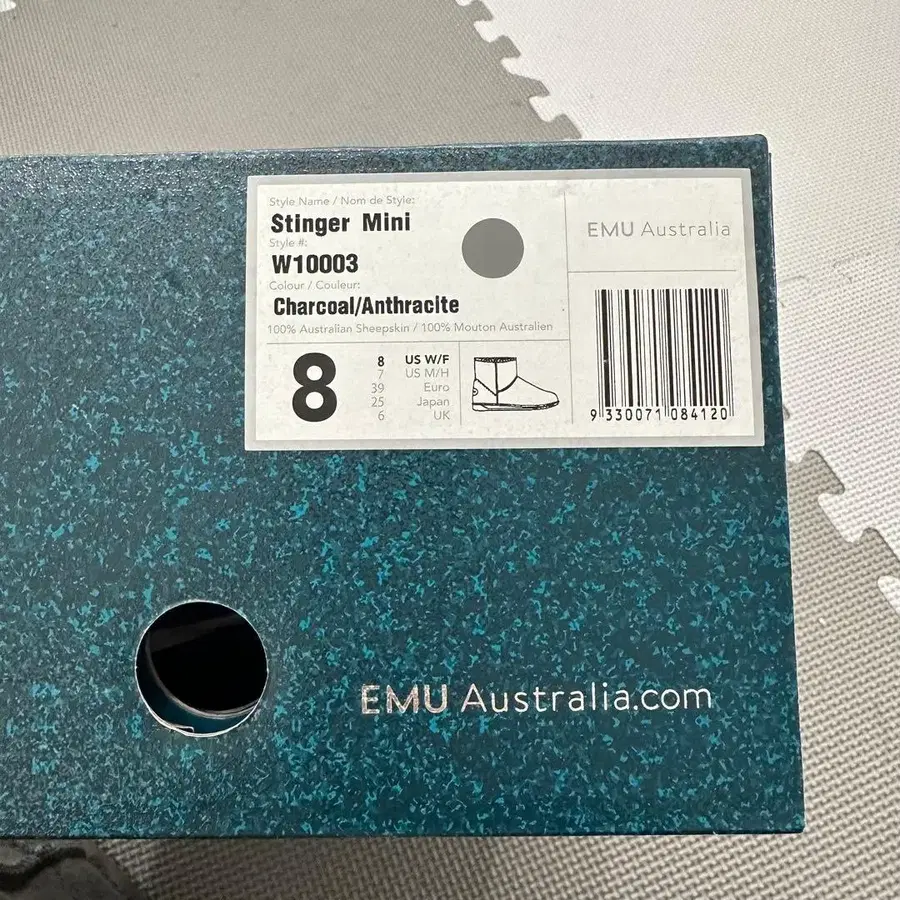 Style Name / Nom de Style:
Stinger Mini
Style #:
W10003
Colour / Couleur:
Charcoal/Anthracite
100% Australian Sheepskin / 100% Mouton Australien
8
8 US W/F
7 US M/H
39 Euro
25 Japan
6 UK
EMU Australia
9 330071 084120
EMU Australia.com